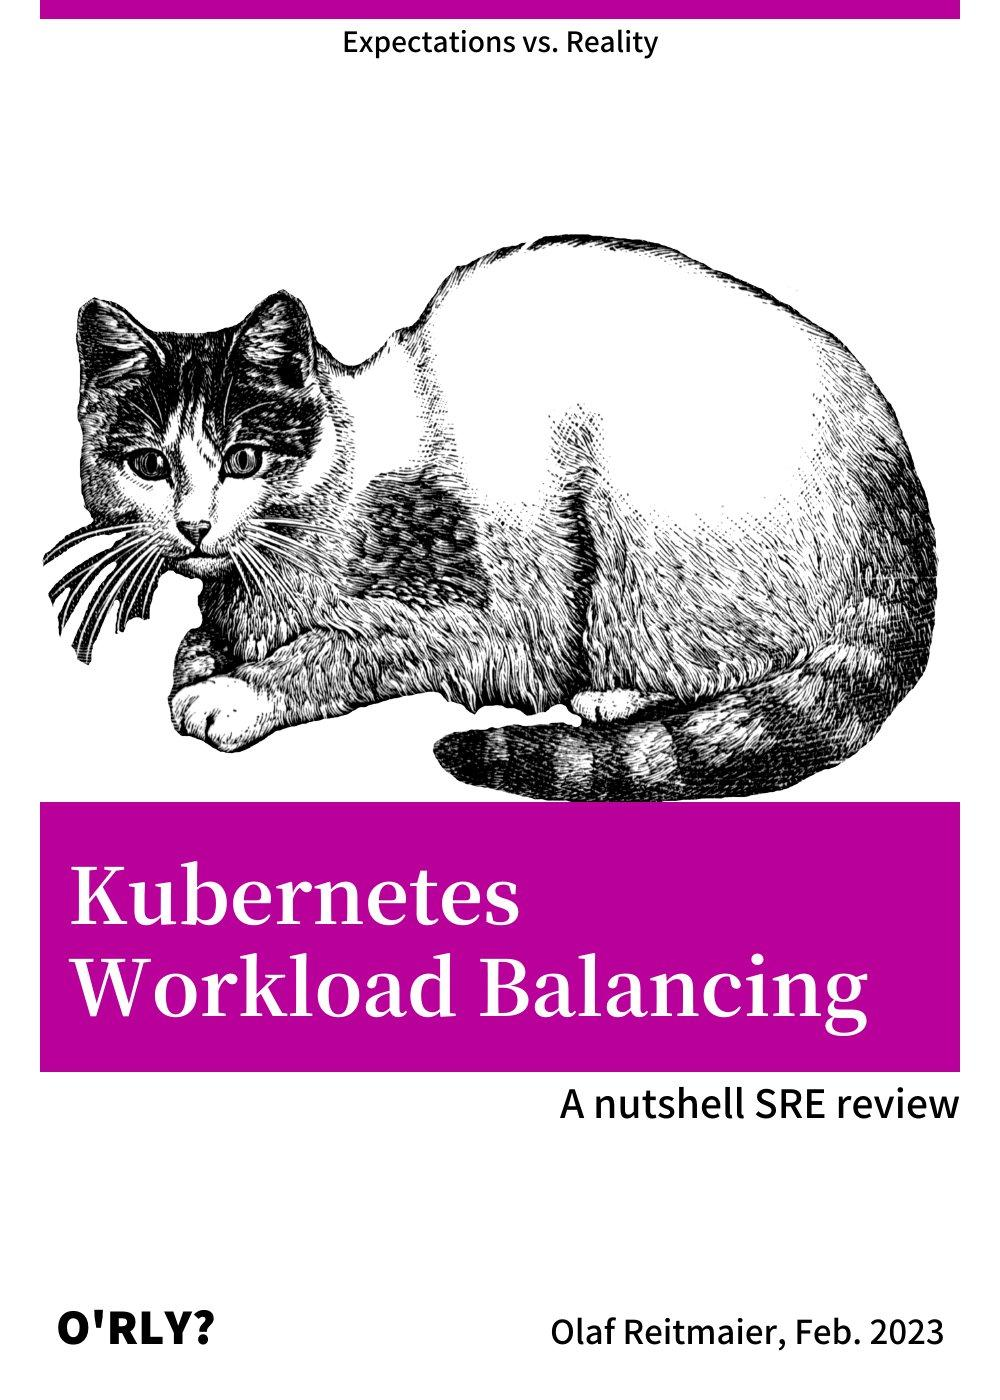 Expectations vs. Reality
Kubernetes
Workload Balancing
A nutshell SRE review
O'RLY?
Olaf Reitmaier, Feb. 2023